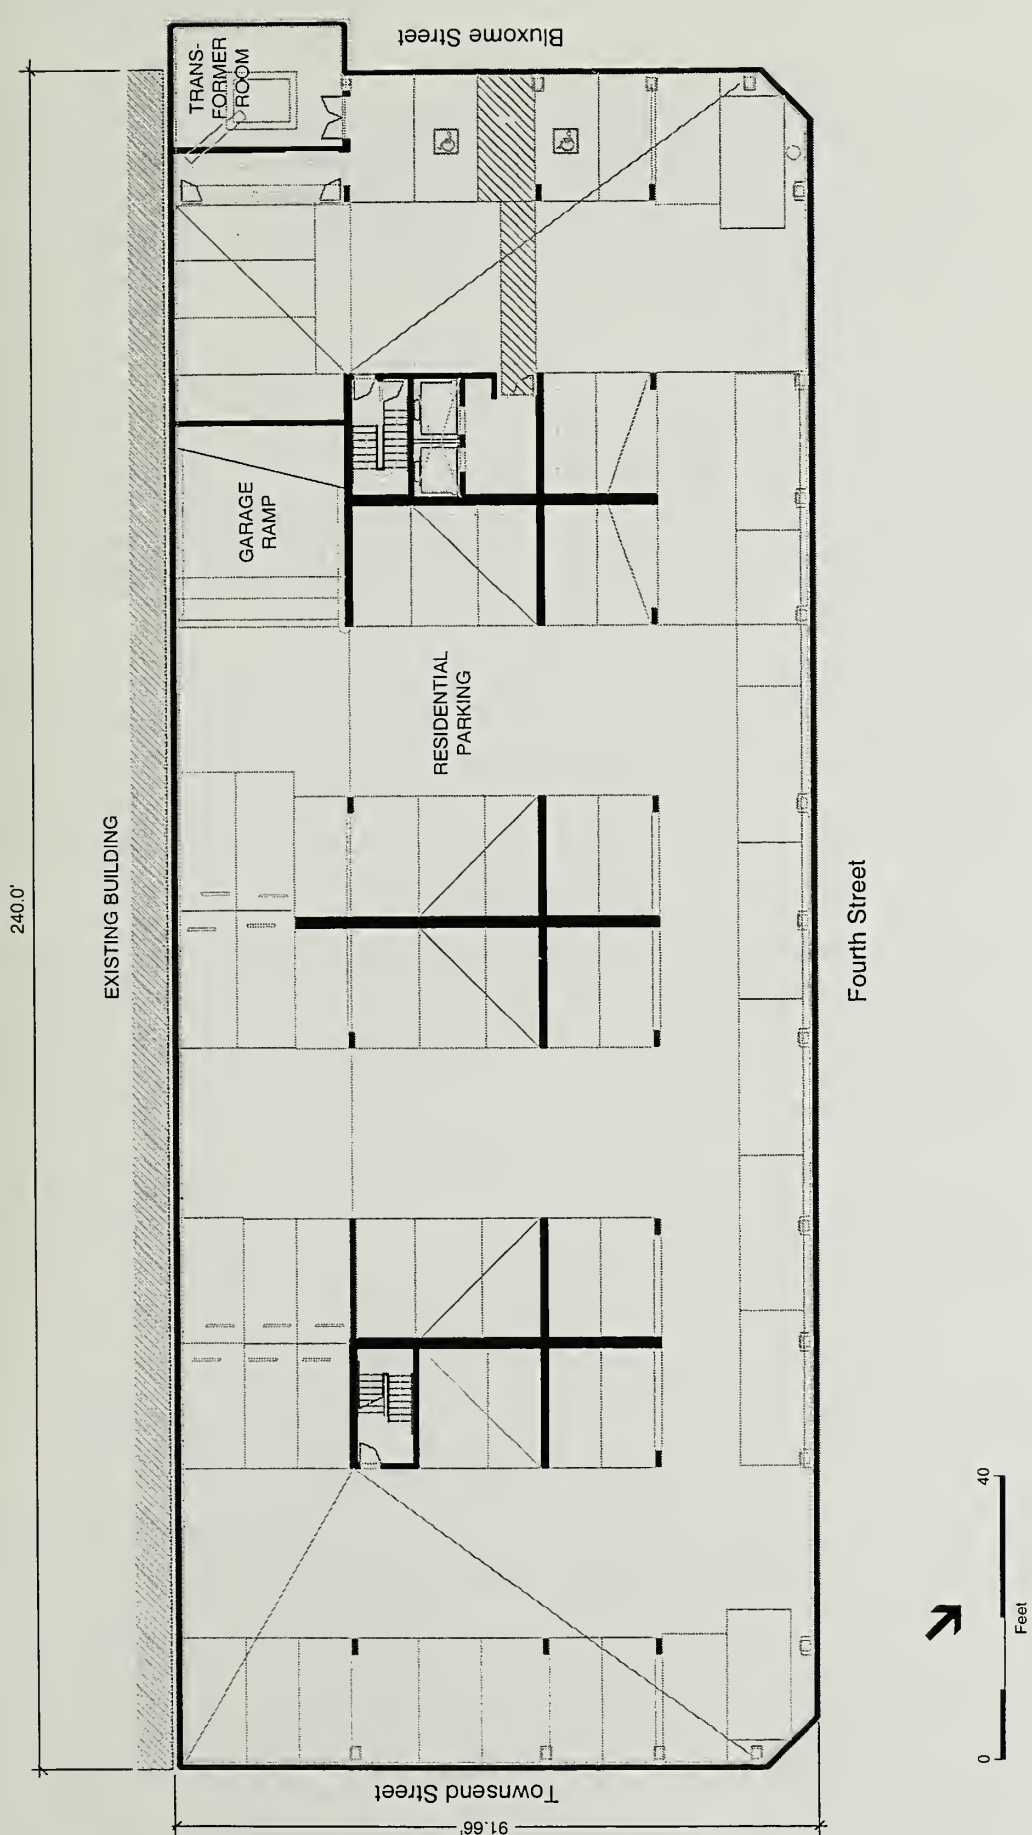 240.0'
EXISTING BUILDING
Bluxome Street
TRANS-
FORMER
ROOM
GARAGE
RAMP
RESIDENTIAL
PARKING
Fourth Street
Townsend Street
91.66'
0
40
Feet